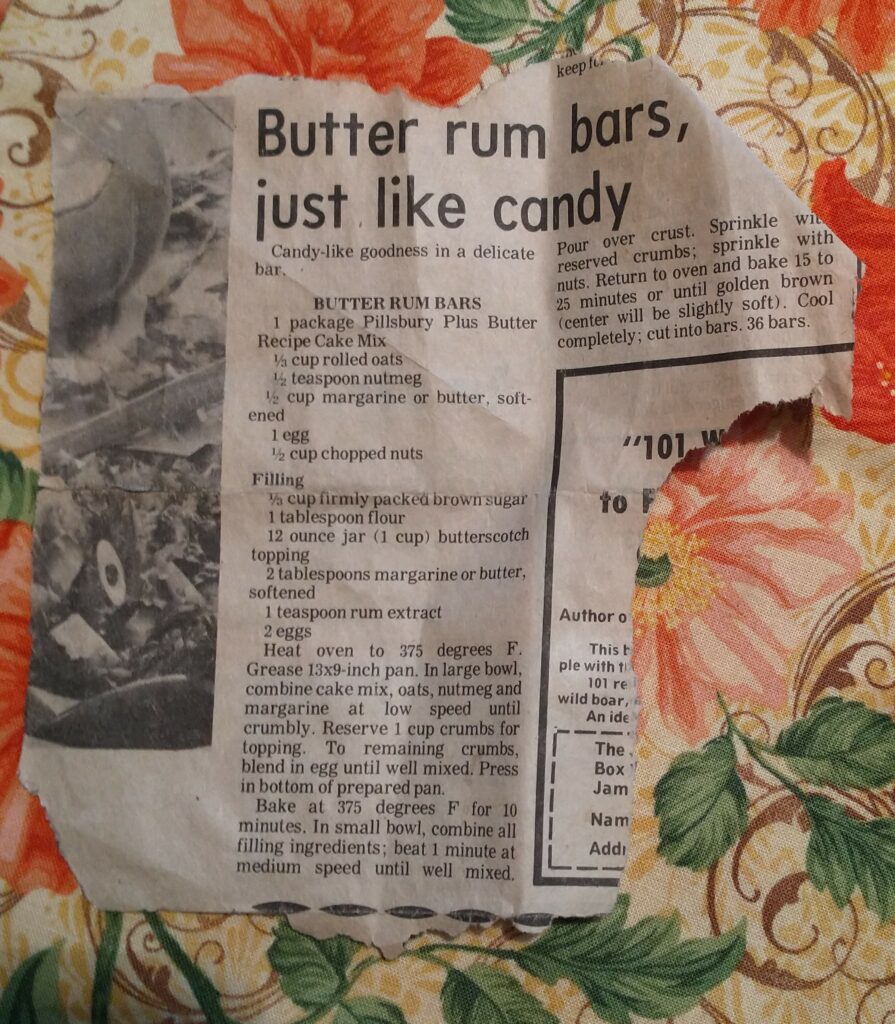 keep
Butter rum bars,
just like candy
Candy-like goodness in a delicate
bar.
BUTTER RUM BARS
1 package Pillsbury Plus Butter
Recipe Cake Mix
⅓ cup rolled oats
½ teaspoon nutmeg
½ cup margarine or butter, soft-
ened
1 egg
½ cup chopped nuts
Filling
⅓ cup firmly packed brown sugar
1 tablespoon flour
12 ounce jar (1 cup) butterscotch
topping
2 tablespoons margarine or butter,
softened
1 teaspoon rum extract
2 eggs
Heat oven to 375 degrees F.
Grease 13x9-inch pan. In large bowl,
combine cake mix, oats, nutmeg and
margarine at low speed until
crumbly. Reserve 1 cup crumbs for
topping. To remaining crumbs,
blend in egg until well mixed. Press
in bottom of prepared pan.
Bake at 375 degrees F for 10
minutes. In small bowl, combine all
filling ingredients; beat 1 minute at
medium speed until well mixed.
Pour over crust. Sprinkle with
reserved crumbs; sprinkle with
nuts. Return to oven and bake 15 to
25 minutes or until golden brown
(center will be slightly soft). Cool
completely; cut into bars. 36 bars.
"101
to
Author
This
ple with
101
wild boar,
An
The
Box
Jam
Nam
Addr